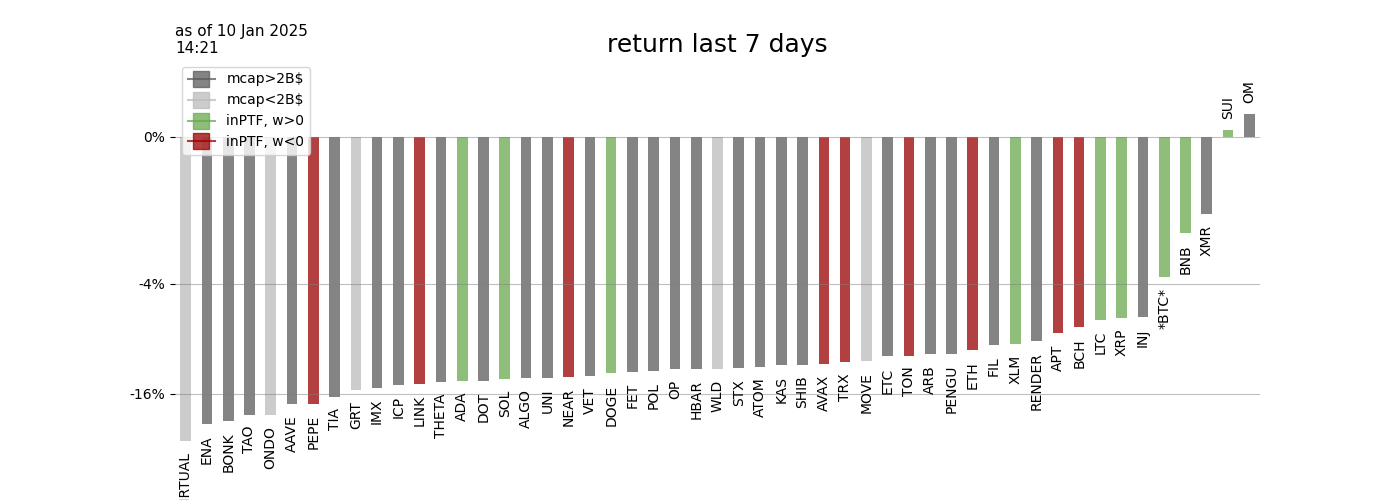 as of 10 Jan 2025
14:21
return last 7 days
mcap>2B$
mcap<2B$
inPTF, w>0
inPTF, w<0
0%
-4%
-16%
ENA
BONK
TAO
ONDO
AAVE
PEPE
TIA
GRT
IMX
ICP
LINK
THETA
ADA
DOT
SOL
ALGO
UNI
NEAR
VET
DOGE
FET
POL
OP
HBAR
WLD
STX
ATOM
KAS
SHIB
AVAX
TRX
MOVE
ETC
TON
ARB
PENGU
ETH
FIL
XLM
RENDER
APT
BCH
LTC
XRP
INJ
*BTC*
BNB
XMR
SUI
OM